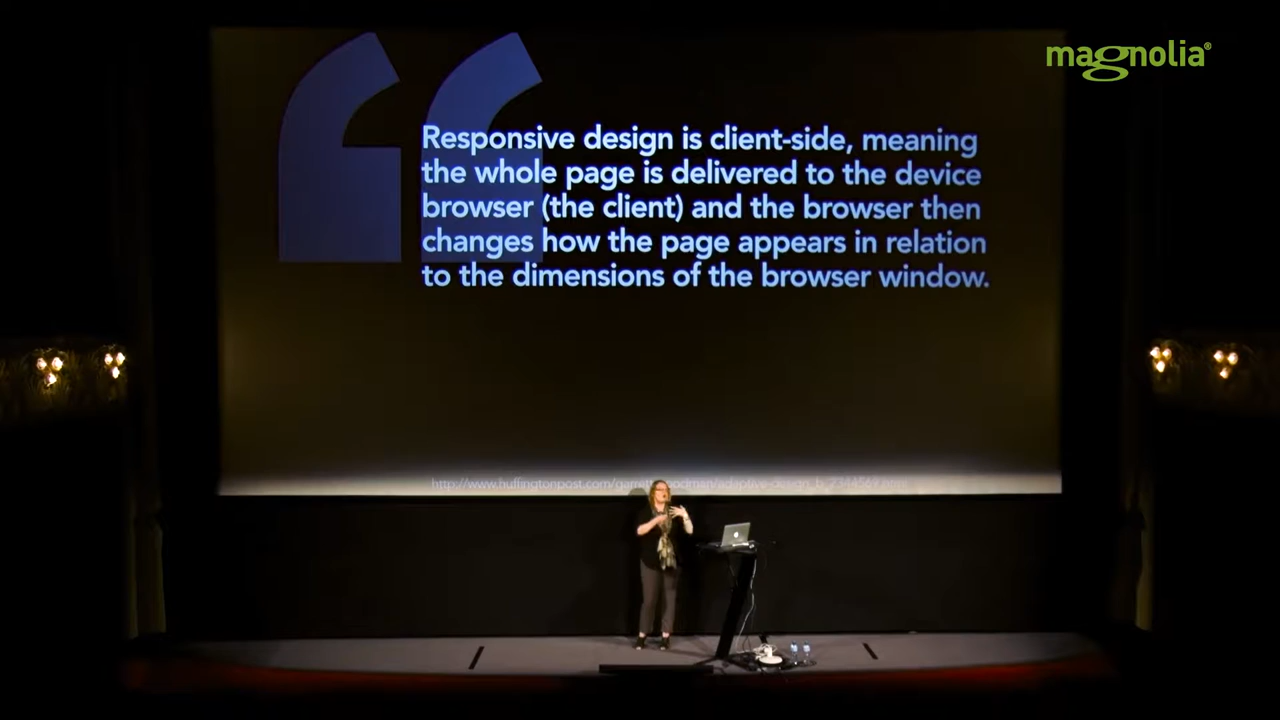 magnolia®
Responsive design is client-side, meaning
the whole page is delivered to the device
browser (the client) and the browser then
changes how the page appears in relation
to the dimensions of the browser window.